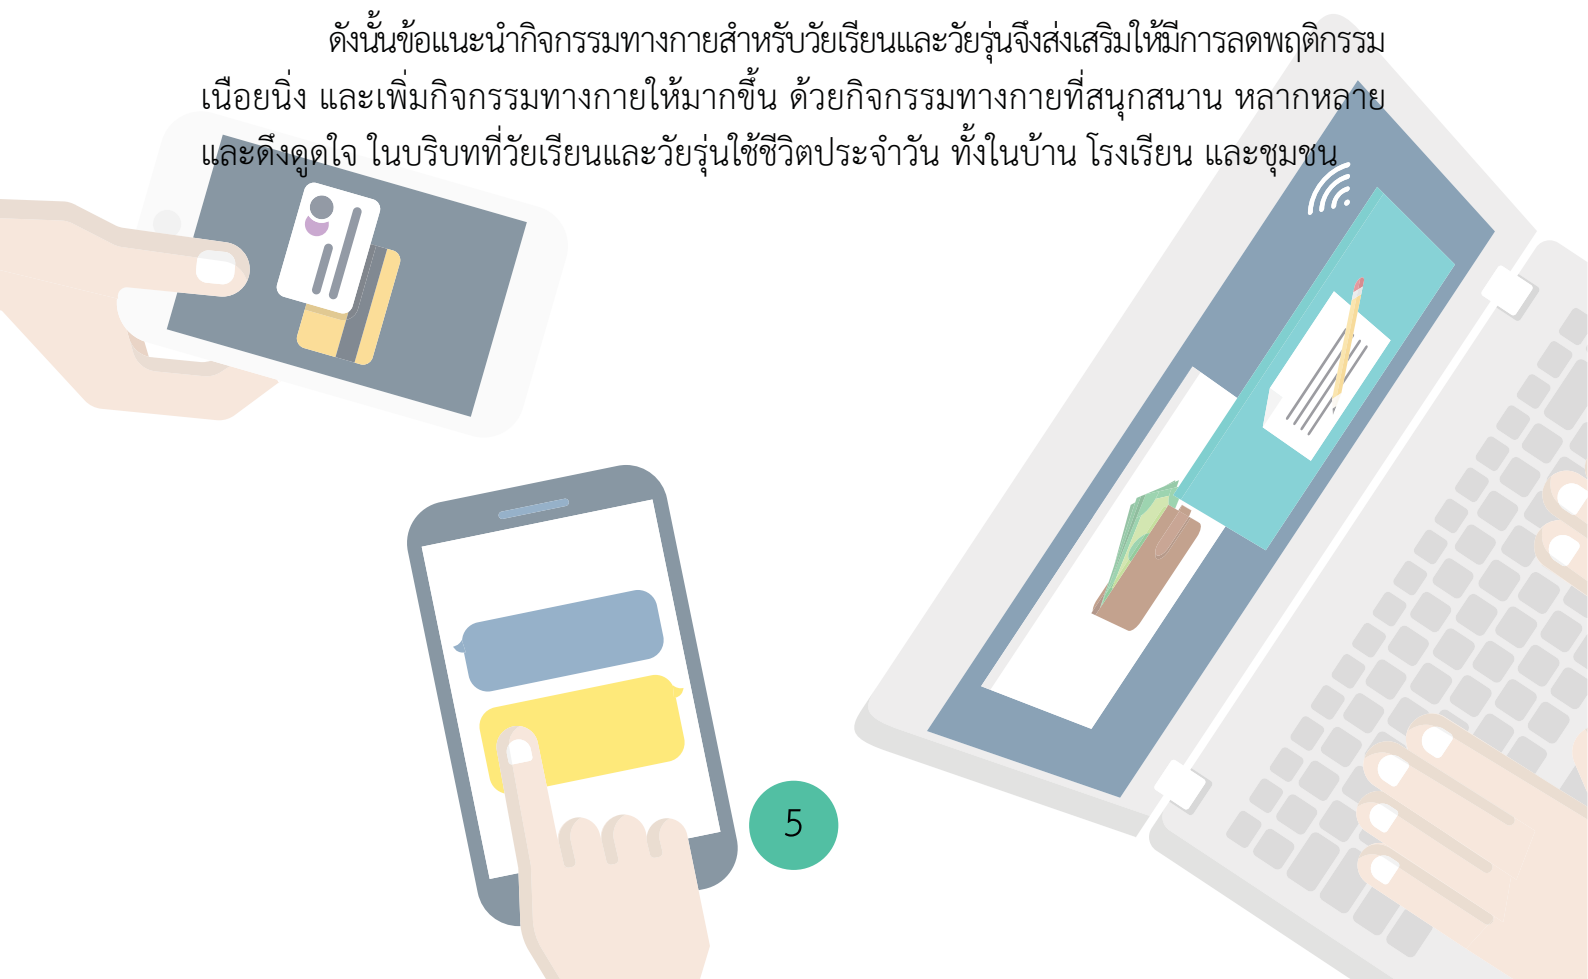 ดังนั้นข้อแนะนำกิจกรรมทางกายสำหรับวัยเรียนและวัยรุ่นจึงส่งเสริมให้มีการลดพฤติกรรม
เนือยนิ่ง และเพิ่มกิจกรรมทางกายให้มากขึ้น ด้วยกิจกรรมทางกายที่สนุกสนาน หลากหลาย
และดึงดูดใจ ในบริบทที่วัยเรียนและวัยรุ่นใช้ชีวิตประจำวัน ทั้งในบ้าน โรงเรียน และชุมชน
5